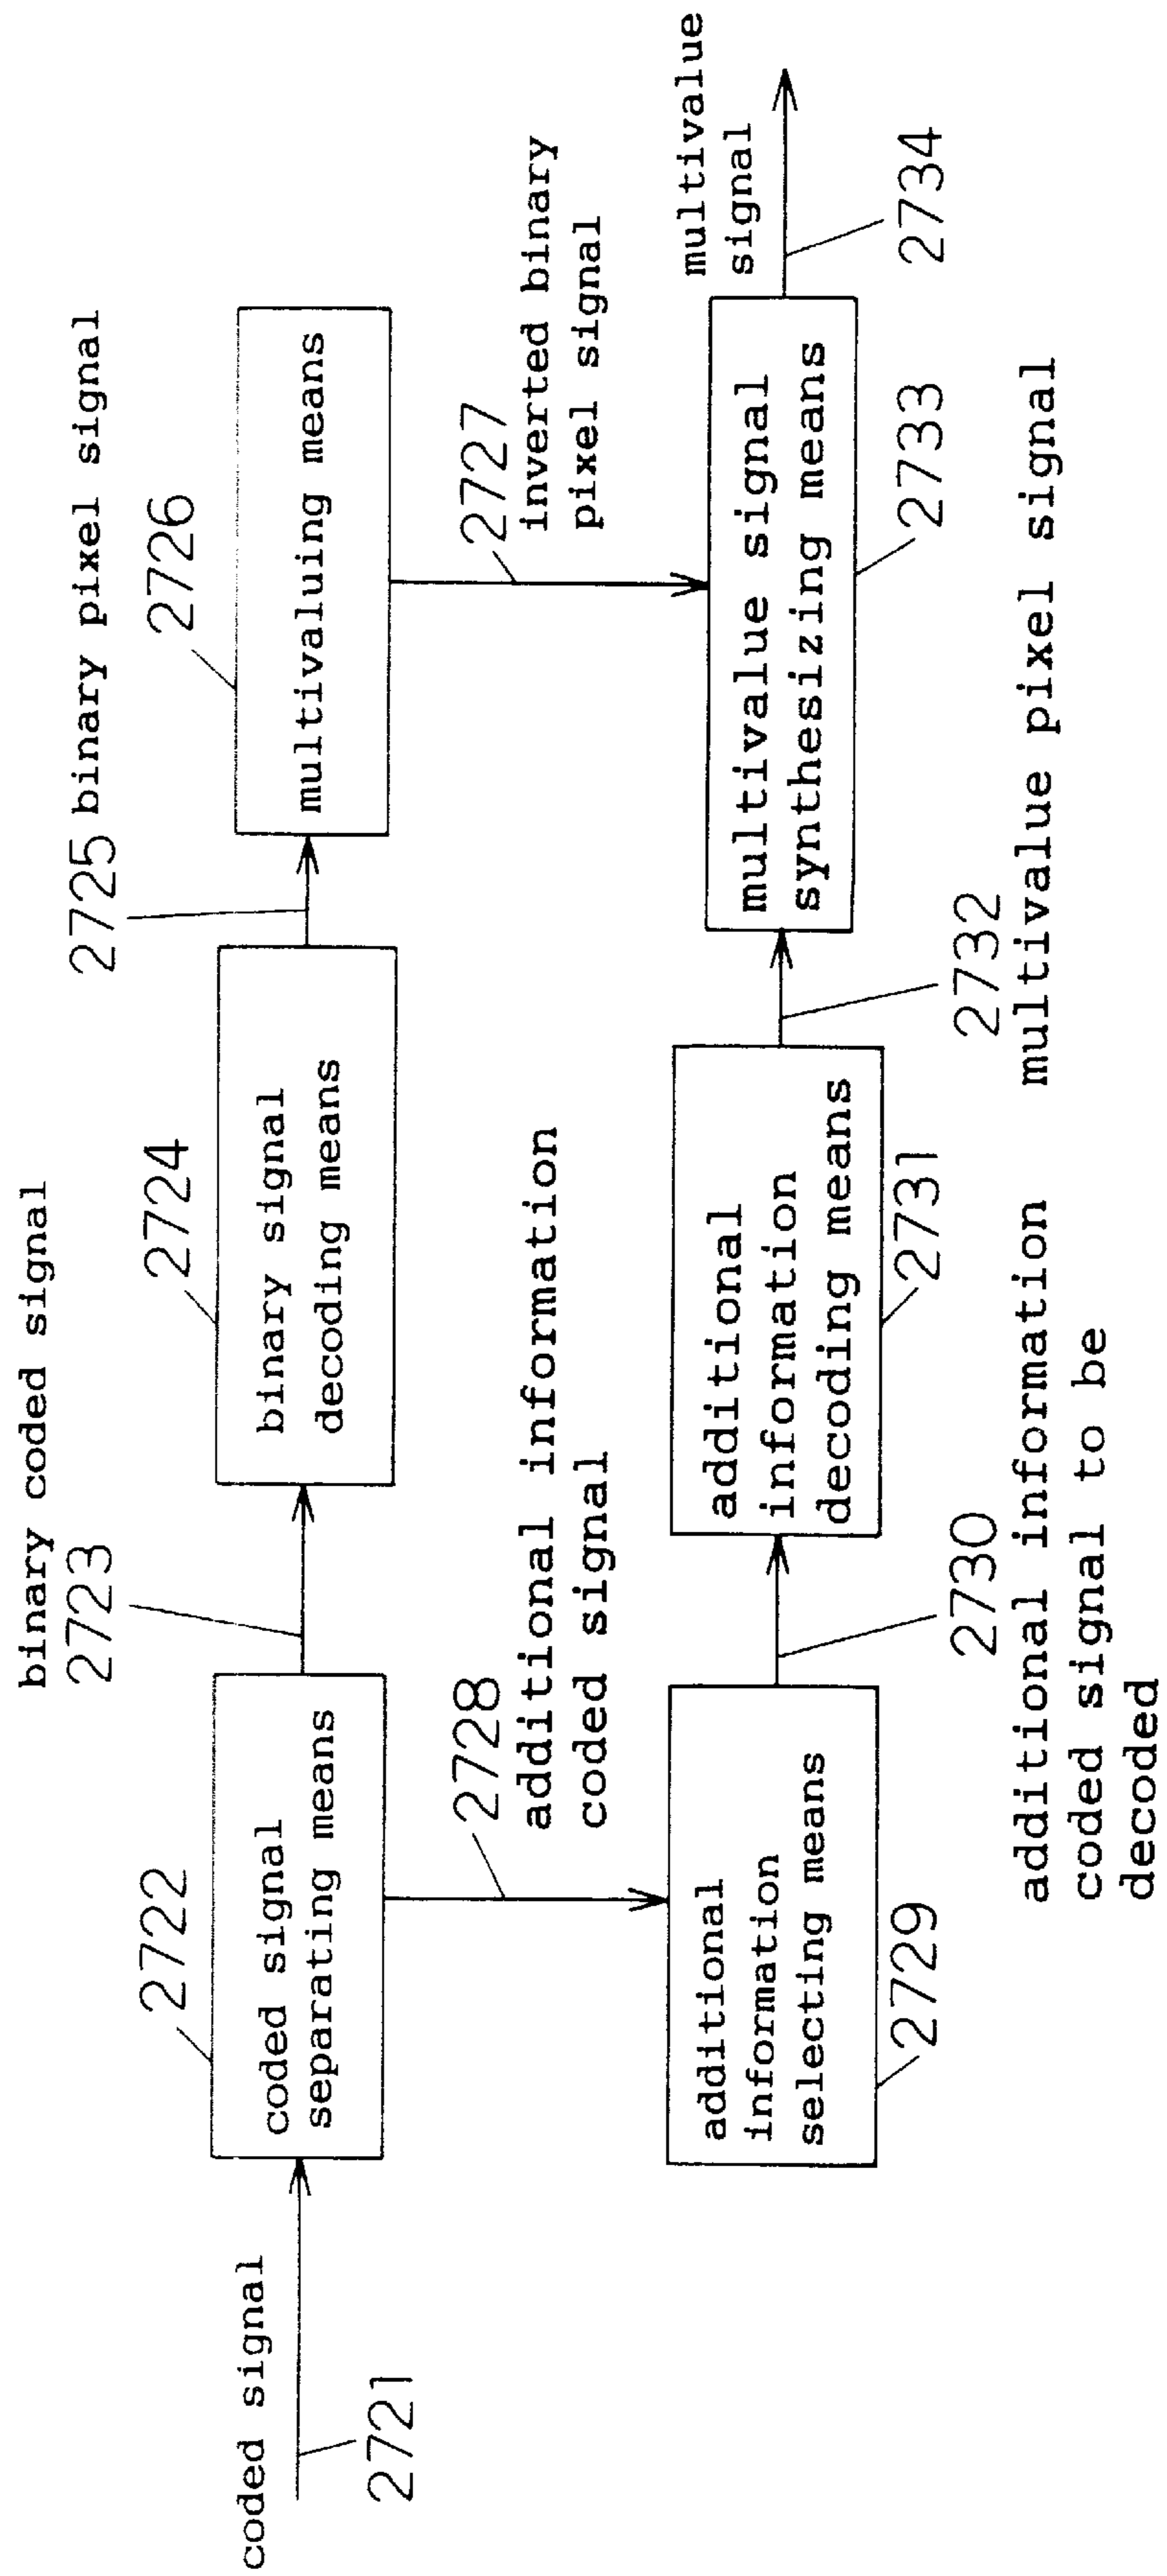 coded signal
2721
2722
coded signal
separating means
binary coded signal
2723
2724
binary signal
decoding means
2725 binary pixel signal
2726
multivaluing means
2727
inverted binary
pixel signal
2728
additional information
coded signal
additional
information
selecting means
2729
2730
additional information
coded signal to be
decoded
additional
information
decoding means
2731
2732
multivalue pixel signal
multivalue signal
synthesizing means
2733
multivalue
signal
2734